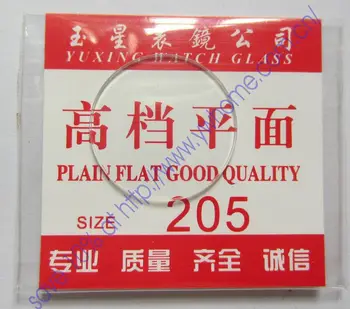 玉星表鏡公司
YUXING WATCH GLASS
高档平面
PLAIN FLAT GOOD QUALITY
SIZE 205
专业 质量 齐全 诚信